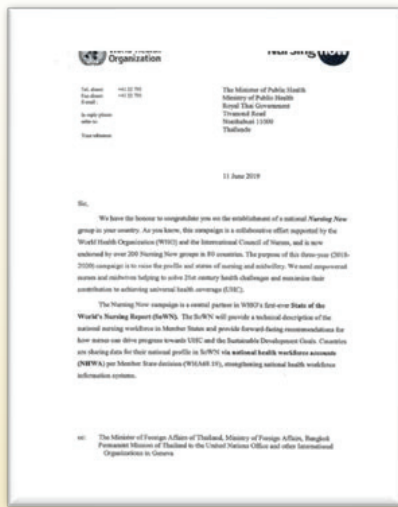 World Health
Organization
Nursing now
Tel. direct: +41 22 791
Fax direct: +41 22 791
E-mail :
In reply please
refer to:
Your reference:
The Minister of Public Health
Ministry of Public Health
Royal Thai Government
Tivanond Road
Nonthaburi 11000
Thaïlande
11 June 2019
Sir,
We have the honour to congratulate you on the establishment of a national Nursing Now
group in your country. As you know, this campaign is a collaborative effort supported by the
World Health Organization (WHO) and the International Council of Nurses, and is now
endorsed by over 200 Nursing Now groups in 80 countries. The purpose of this three-year (2018-
2020) campaign is to raise the profile and status of nursing and midwifery. We need empowered
nurses and midwives helping to solve 21st century health challenges and maximize their
contribution to achieving universal health coverage (UHC).
The Nursing Now campaign is a central partner in WHO's first-ever State of the
World's Nursing Report (SoWN). The SoWN will provide a technical description of the
national nursing workforce in Member States and provide forward-facing recommendations for
how nurses can drive progress towards UHC and the Sustainable Development Goals. Countries
are sharing data for their national profile in SoWN via national health workforce accounts
(NHWA) per Member State decision (WHA69.19), strengthening national health workforce
information systems.
cc: The Minister of Foreign Affairs of Thailand, Ministry of Foreign Affairs, Bangkok
Permanent Mission of Thailand to the United Nations Office and other International
Organizations in Geneva